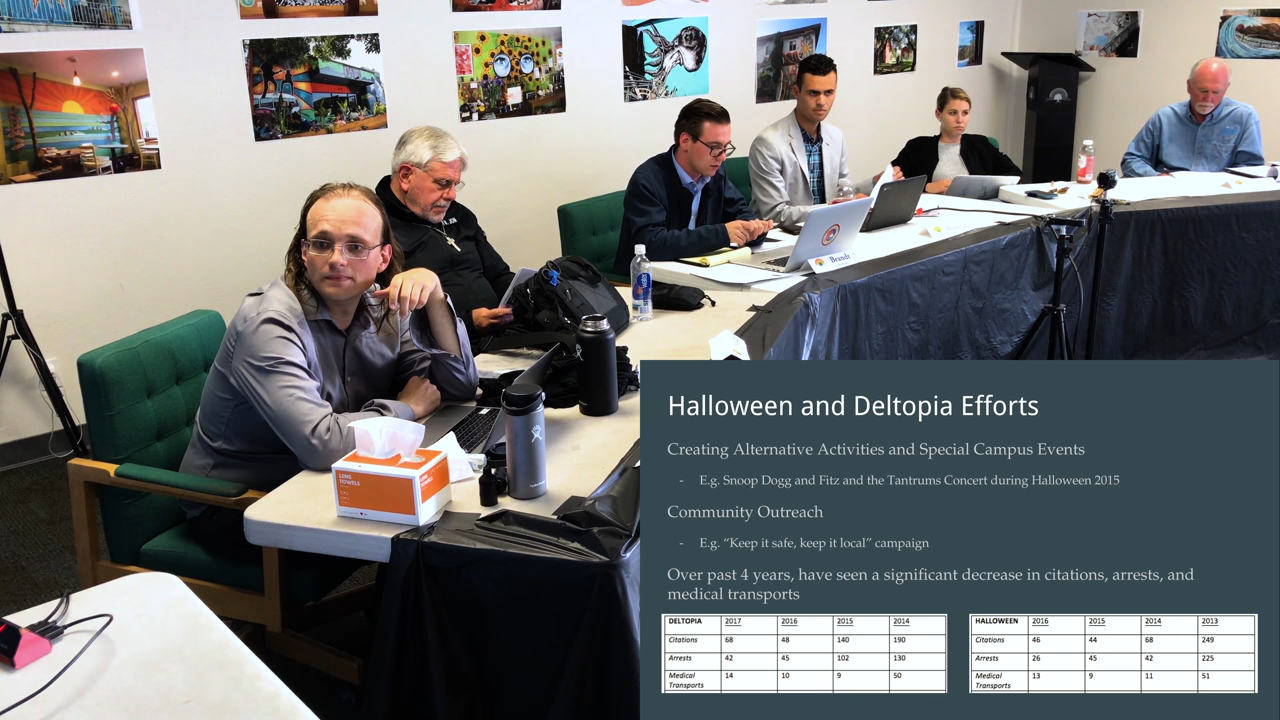 Brandt
LENS
TOWELS
Halloween and Deltopia Efforts
Creating Alternative Activities and Special Campus Events
- E.g. Snoop Dogg and Fitz and the Tantrums Concert during Halloween 2015
Community Outreach
- E.g. “Keep it safe, keep it local” campaign
Over past 4 years, have seen a significant decrease in citations, arrests, and
medical transports
DELTOPIA 2017 2016 2015 2014
Citations 68 48 140 190
Arrests 42 45 102 130
Medical Transports 14 10 9 50
HALLOWEEN 2016 2015 2014 2013
Citations 46 44 68 249
Arrests 26 45 42 225
Medical Transports 13 9 11 51